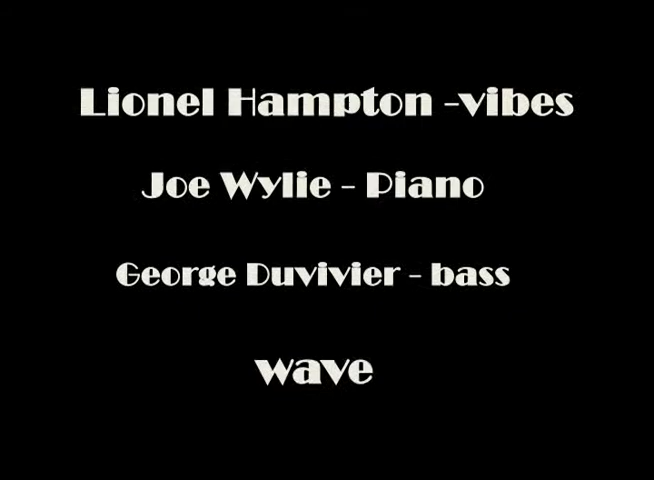 Lionel Hampton -vibes
Joe Wylie - Piano
George Duvivier - bass
wave